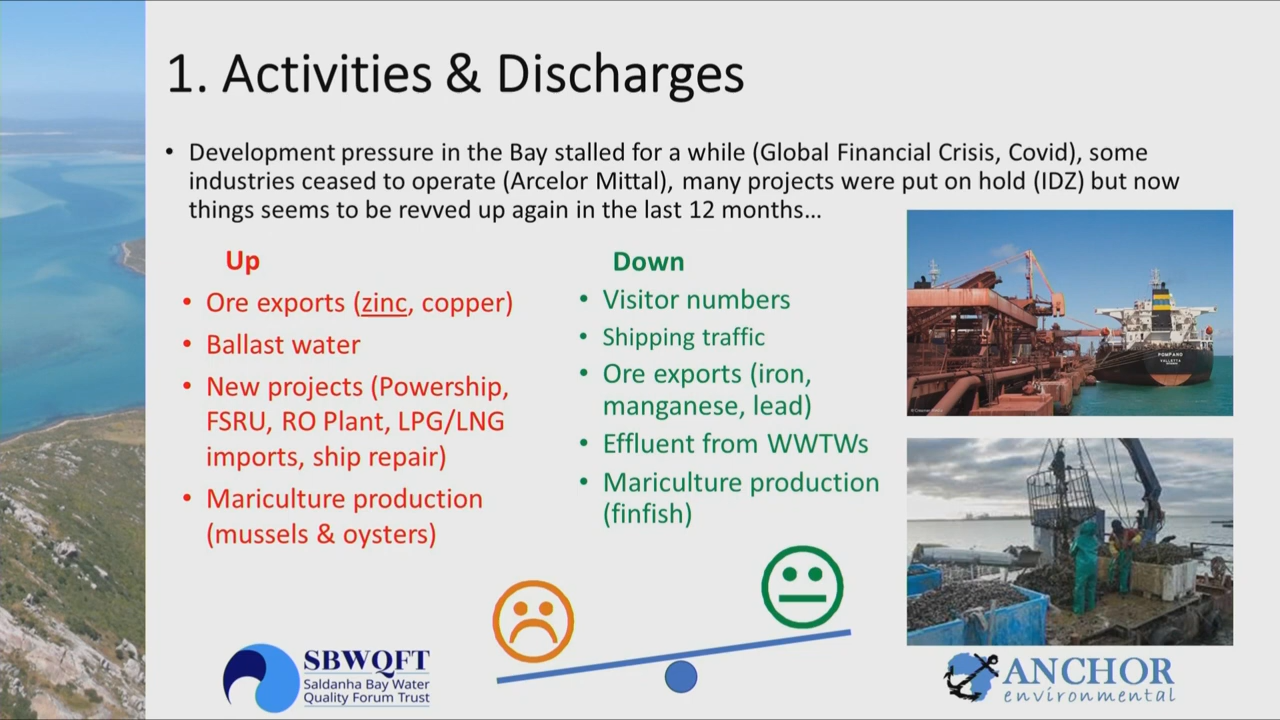 1. Activities & Discharges
• Development pressure in the Bay stalled for a while (Global Financial Crisis, Covid), some
industries ceased to operate (Arcelor Mittal), many projects were put on hold (IDZ) but now
things seems to be revved up again in the last 12 months...
Up
• Ore exports (zinc, copper)
• Ballast water
• New projects (Powership,
FSRU, RO Plant, LPG/LNG
imports, ship repair)
• Mariculture production
(mussels & oysters)
Down
• Visitor numbers
• Shipping traffic
• Ore exports (iron,
manganese, lead)
• Effluent from WWTWs
• Mariculture production
(finfish)
POMPANO
VALLETTA
SBWQFT
Saldanha Bay Water
Quality Forum Trust
ANCHOR
environmental